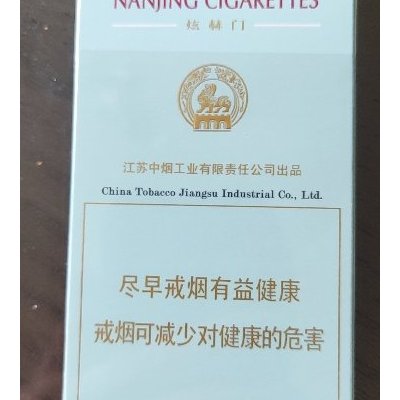 NANJING CIGARETTES
炫赫门
江苏中烟工业有限责任公司出品
China Tobacco Jiangsu Industrial Co., Ltd.
尽早戒烟有益健康
戒烟可减少对健康的危害